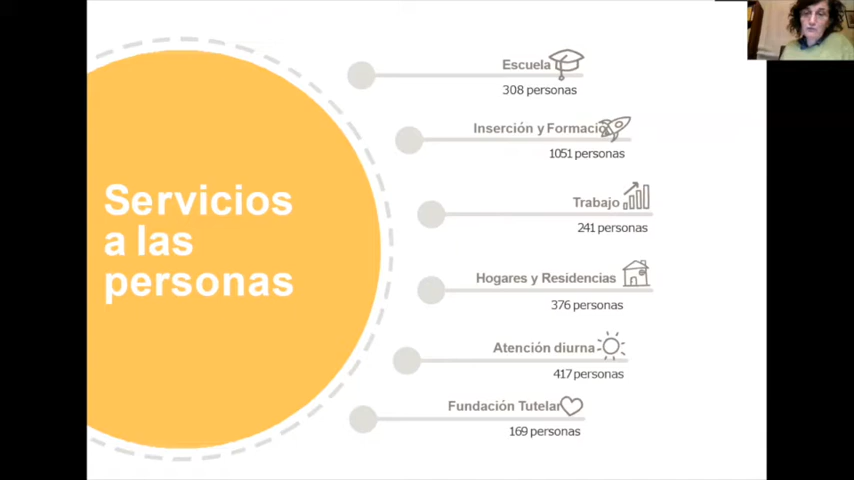 Servicios
a las
personas
Escuela
308 personas
Inserción y Formació
1051 personas
Trabajo
241 personas
Hogares y Residencias
376 personas
Atención diurna
417 personas
Fundación Tutelar
169 personas